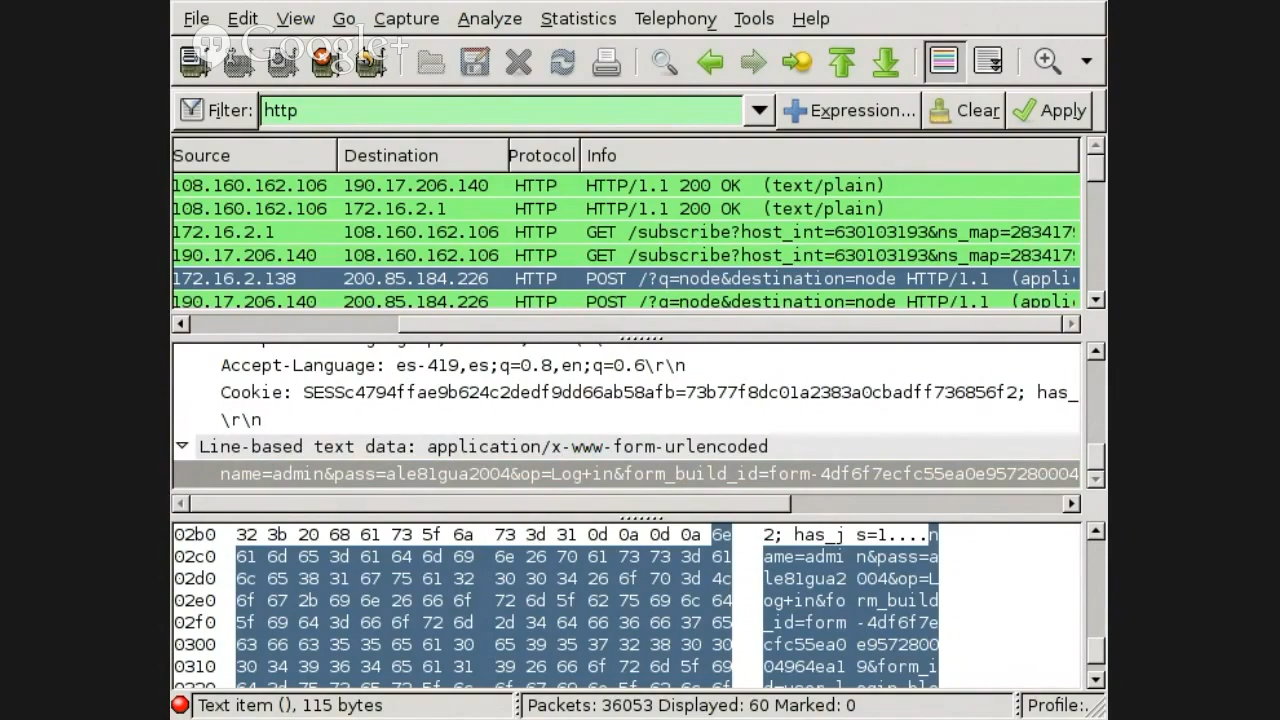 File Edit View Go Capture Analyze Statistics Telephony Tools Help
Google+
Filter: http Expression... Clear Apply
Source Destination Protocol Info
108.160.162.106 190.17.206.140 HTTP HTTP/1.1 200 OK (text/plain)
108.160.162.106 172.16.2.1 HTTP HTTP/1.1 200 OK (text/plain)
172.16.2.1 108.160.162.106 HTTP GET /subscribe?host_int=630103193&ns_map=283417
190.17.206.140 108.160.162.106 HTTP GET /subscribe?host_int=630103193&ns_map=283417
172.16.2.138 200.85.184.226 HTTP POST /?q=node&destination=node HTTP/1.1 (appli
190.17.206.140 200.85.184.226 HTTP POST /?q=node&destination=node HTTP/1.1 (appli
Accept-Language: es-419,es;q=0.8,en;q=0.6\r\n
Cookie: SESSc4794ffae9b624c2dedf9dd66ab58afb=73b77f8dc01a2383a0cbadff736856f2; has_
\r\n
Line-based text data: application/x-www-form-urlencoded
name=admin&pass=ale81gua2004&op=Log+in&form_build_id=form-4df6f7ecfc55ea0e957280004
02b0 32 3b 20 68 61 73 5f 6a 73 3d 31 0d 0a 0d 0a 6e 2; has_j s=1....n
02c0 61 6d 65 3d 61 64 6d 69 6e 26 70 61 73 73 3d 61 ame=admi n&pass=a
02d0 6c 65 38 31 67 75 61 32 30 30 34 26 6f 70 3d 4c le81gua2 004&op=L
02e0 6f 67 2b 69 6e 26 66 6f 72 6d 5f 62 75 69 6c 64 og+in&fo rm_build
02f0 5f 69 64 3d 66 6f 72 6d 2d 34 64 66 36 66 37 65 _id=form -4df6f7e
0300 63 66 63 35 35 65 61 30 65 39 35 37 32 38 30 30 cfc55ea0 e9572800
0310 30 34 39 36 34 65 61 31 39 26 66 6f 72 6d 5f 69 04964ea1 9&form_i
Text item (), 115 bytes Packets: 36053 Displayed: 60 Marked: 0 Profile: